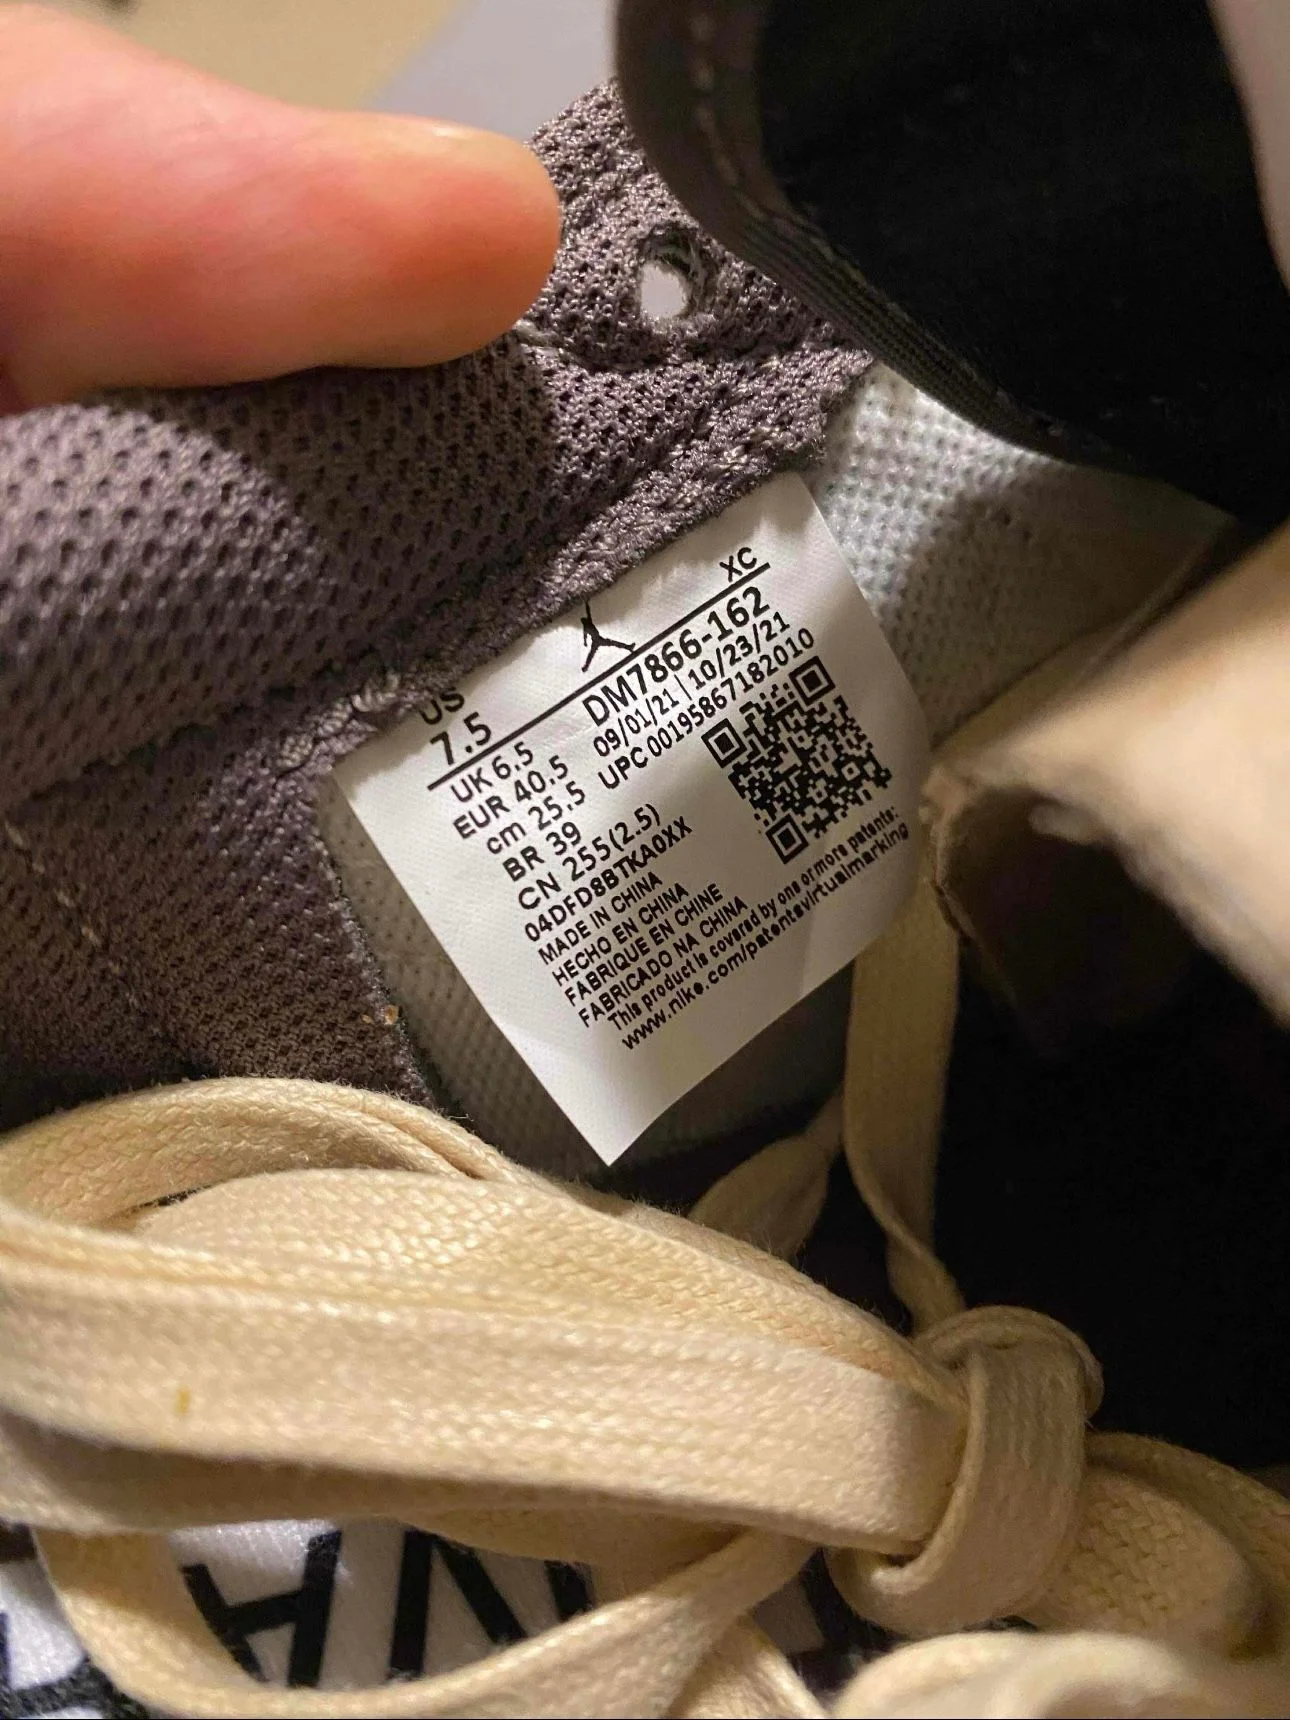 XC
US
7.5
DM7866-162
09/01/21 | 10/23/21
UPC 00195867182010
UK 6.5
EUR 40.5
cm 25.5
BR 39
CN 255(2.5)
04DFD8BTKA0XX
MADE IN CHINA
HECHO EN CHINA
FABRIQUE EN CHINE
FABRICADO NA CHINA
This product is covered by one or more patents:
www.nike.com/patentsvirtualmarking